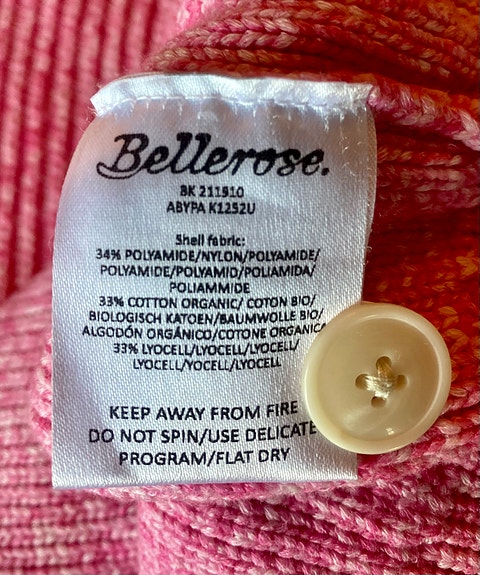 Bellerose.
BK 211910
ABYPA K1252U
Shell fabric:
34% POLYAMIDE/NYLON/POLYAMIDE/
POLYAMIDE/POLYAMID/POLIAMIDA/
POLIAMMIDE
33% COTTON ORGANIC/ COTON BIO/
BIOLOGISCH KATOEN/BAUMWOLLE BIO/
ALGODÓN ORGÁNICO/COTONE ORGANICA
33% LYOCELL/LYOCELL/LYOCELL/
LYOCELL/YOCELL/LYOCELL
KEEP AWAY FROM FIRE
DO NOT SPIN/USE DELICATE
PROGRAM/FLAT DRY